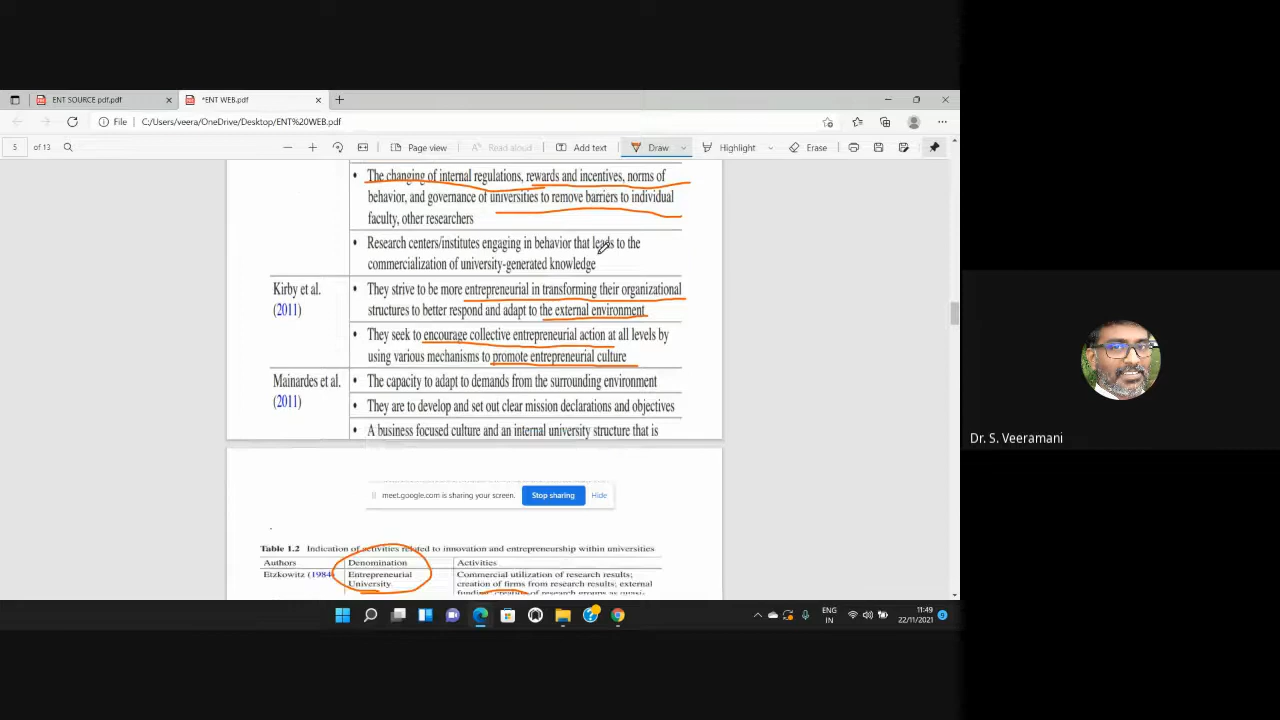 ENT SOURCE pdf.pdf
*ENT WEB.pdf
File
C:/Users/veera/OneDrive/Desktop/ENT%20WEB.pdf
5 of 13
Page view
Read aloud
Add text
Draw
Highlight
Erase
• The changing of internal regulations, rewards and incentives, norms of
behavior, and governance of universities to remove barriers to individual
faculty, other researchers
• Research centers/institutes engaging in behavior that leads to the
commercialization of university-generated knowledge
Kirby et al.
(2011)
• They strive to be more entrepreneurial in transforming their organizational
structures to better respond and adapt to the external environment
• They seek to encourage collective entrepreneurial action at all levels by
using various mechanisms to promote entrepreneurial culture
Mainardes et al.
(2011)
• The capacity to adapt to demands from the surrounding environment
• They are to develop and set out clear mission declarations and objectives
• A business focused culture and an internal university structure that is
meet.google.com is sharing your screen.
Stop sharing
Hide
Table 1.2 Indication of activities related to innovation and entrepreneurship within universities
Authors
Denomination
Activities
Etzkowitz (1984)
Entrepreneurial
University
Commercial utilization of research results;
creation of firms from research results; external
funding; creation of research groups as quasi-
ENG
IN
11:49
22/11/2021
Dr. S. Veeramani